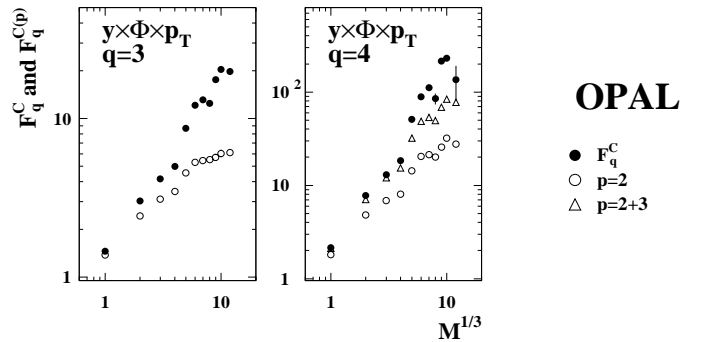 F_q^C and F_q^{C(p)}
y×Φ×p_T
q=3
10
1
1
10
y×Φ×p_T
q=4
10^2
10
1
1
10
M^{1/3}
OPAL
F_q^C
p=2
p=2+3